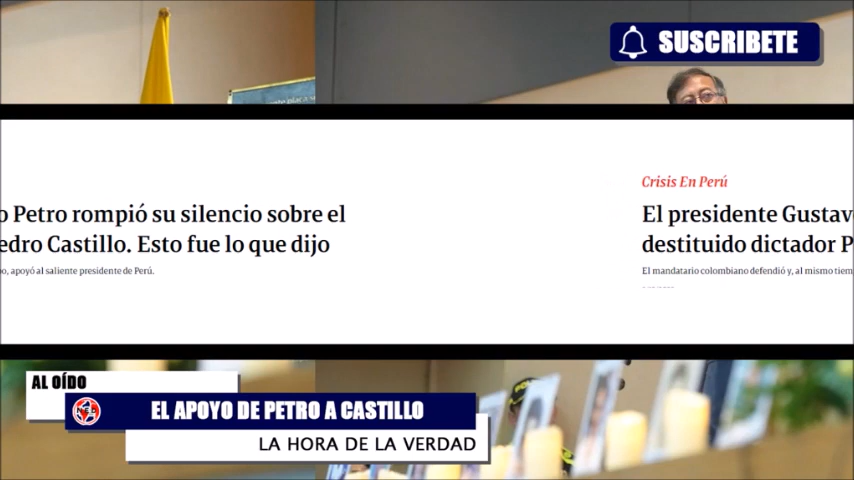 SUSCRIBETE
o Petro rompió su silencio sobre el
edro Castillo. Esto fue lo que dijo
oo, apoyó al saliente presidente de Perú.
Crisis En Perú
El presidente Gustav
destituido dictador P
El mandatario colombiano defendió y, al mismo tiem
AL OÍDO
EL APOYO DE PETRO A CASTILLO
LA HORA DE LA VERDAD